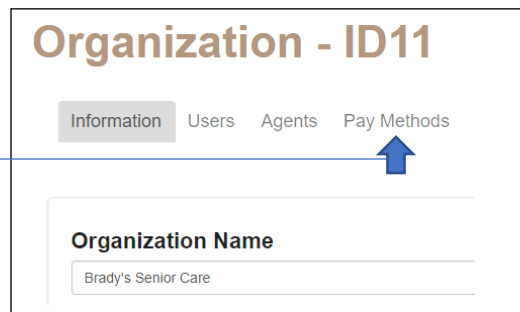 Organization - ID11
Information Users Agents Pay Methods
Organization Name
Brady's Senior Care